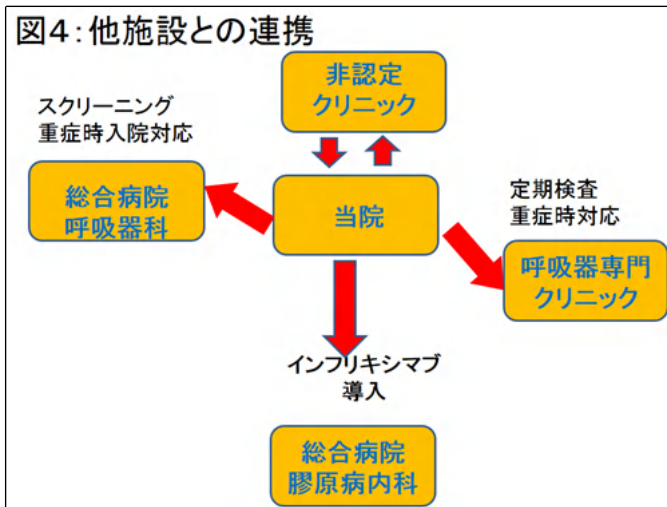 図4：他施設との連携
非認定
クリニック
スクリーニング
重症時入院対応
総合病院
呼吸器科
当院
定期検査
重症時対応
呼吸器専門
クリニック
インフリキシマブ
導入
総合病院
膠原病内科